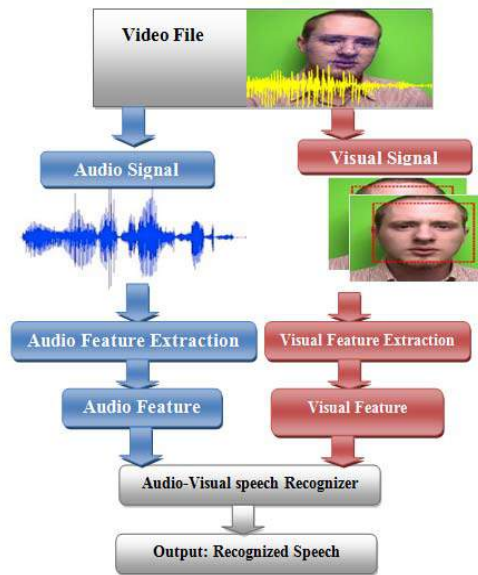 Video File
Audio Signal
Visual Signal
Audio Feature Extraction
Visual Feature Extraction
Audio Feature
Visual Feature
Audio-Visual speech Recognizer
Output: Recognized Speech